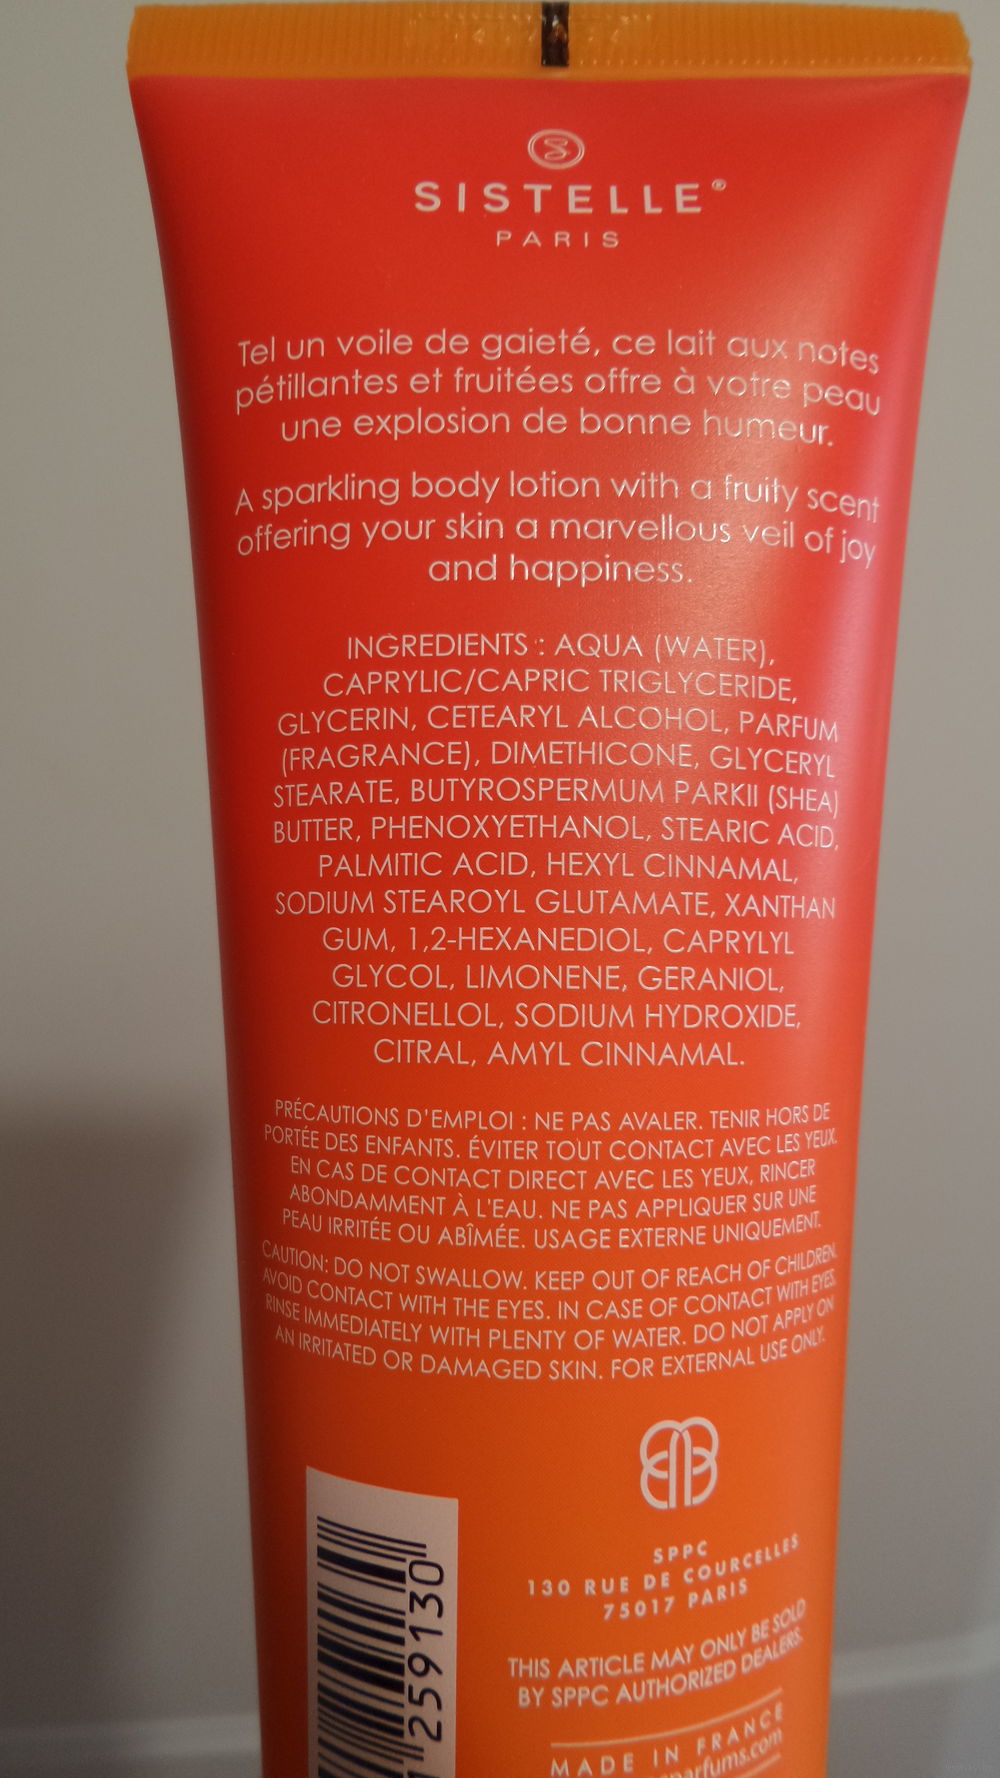 SISTELLE®
PARIS
Tel un voile de gaieté, ce lait aux notes
pétillantes et fruitées offre à votre peau
une explosion de bonne humeur.
A sparkling body lotion with a fruity scent
offering your skin a marvellous veil of joy
and happiness.
INGREDIENTS : AQUA (WATER),
CAPRYLIC/CAPRIC TRIGLYCERIDE,
GLYCERIN, CETEARYL ALCOHOL, PARFUM
(FRAGRANCE), DIMETHICONE, GLYCERYL
STEARATE, BUTYROSPERMUM PARKII (SHEA)
BUTTER, PHENOXYETHANOL, STEARIC ACID,
PALMITIC ACID, HEXYL CINNAMAL,
SODIUM STEAROYL GLUTAMATE, XANTHAN
GUM, 1,2-HEXANEDIOL, CAPRYLYL
GLYCOL, LIMONENE, GERANIOL,
CITRONELLOL, SODIUM HYDROXIDE,
CITRAL, AMYL CINNAMAL.
PRÉCAUTIONS D'EMPLOI : NE PAS AVALER. TENIR HORS DE
PORTÉE DES ENFANTS. ÉVITER TOUT CONTACT AVEC LES YEUX.
EN CAS DE CONTACT DIRECT AVEC LES YEUX, RINCER
ABONDAMMENT À L'EAU. NE PAS APPLIQUER SUR UNE
PEAU IRRITÉE OU ABÎMÉE. USAGE EXTERNE UNIQUEMENT.
CAUTION: DO NOT SWALLOW. KEEP OUT OF REACH OF CHILDREN.
AVOID CONTACT WITH THE EYES. IN CASE OF CONTACT WITH EYES,
RINSE IMMEDIATELY WITH PLENTY OF WATER. DO NOT APPLY ON
AN IRRITATED OR DAMAGED SKIN. FOR EXTERNAL USE ONLY.
SPPC
130 RUE DE COURCELLES
75017 PARIS
THIS ARTICLE MAY ONLY BE SOLD
BY SPPC AUTHORIZED DEALERS.
MADE IN FRANCE
parfums.com
259130